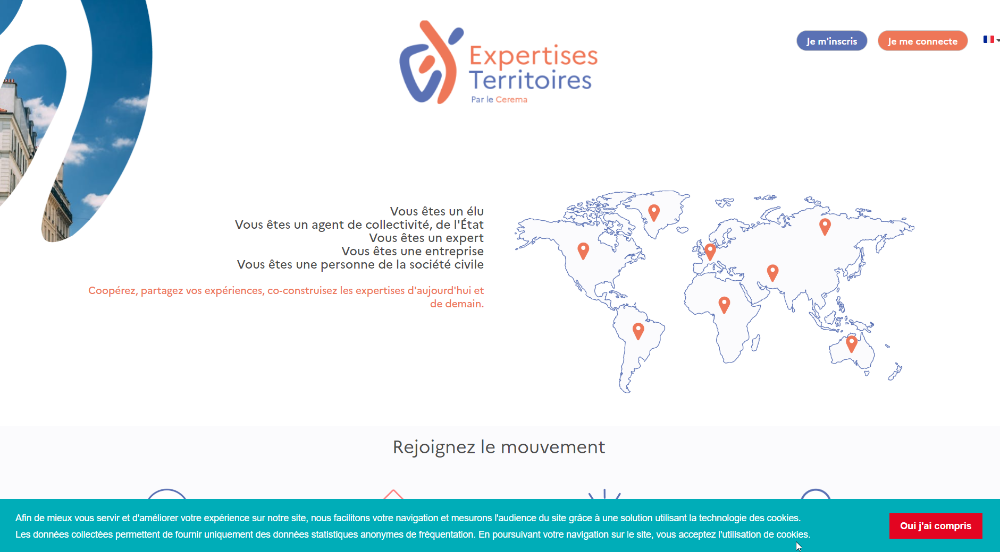 Expertises
Territoires
Par le Cerema
Je m'inscris
Je me connecte
Vous êtes un élu
Vous êtes un agent de collectivité, de l'État
Vous êtes un expert
Vous êtes une entreprise
Vous êtes une personne de la société civile
Coopérez, partagez vos expériences, co-construisez les expertises d'aujourd'hui et
de demain.
Rejoignez le mouvement
Afin de mieux vous servir et d'améliorer votre expérience sur notre site, nous facilitons votre navigation et mesurons l'audience du site grâce à une solution utilisant la technologie des cookies.
Les données collectées permettent de fournir uniquement des données statistiques anonymes de fréquentation. En poursuivant votre navigation sur le site, vous acceptez l'utilisation de cookies.
Oui j'ai compris